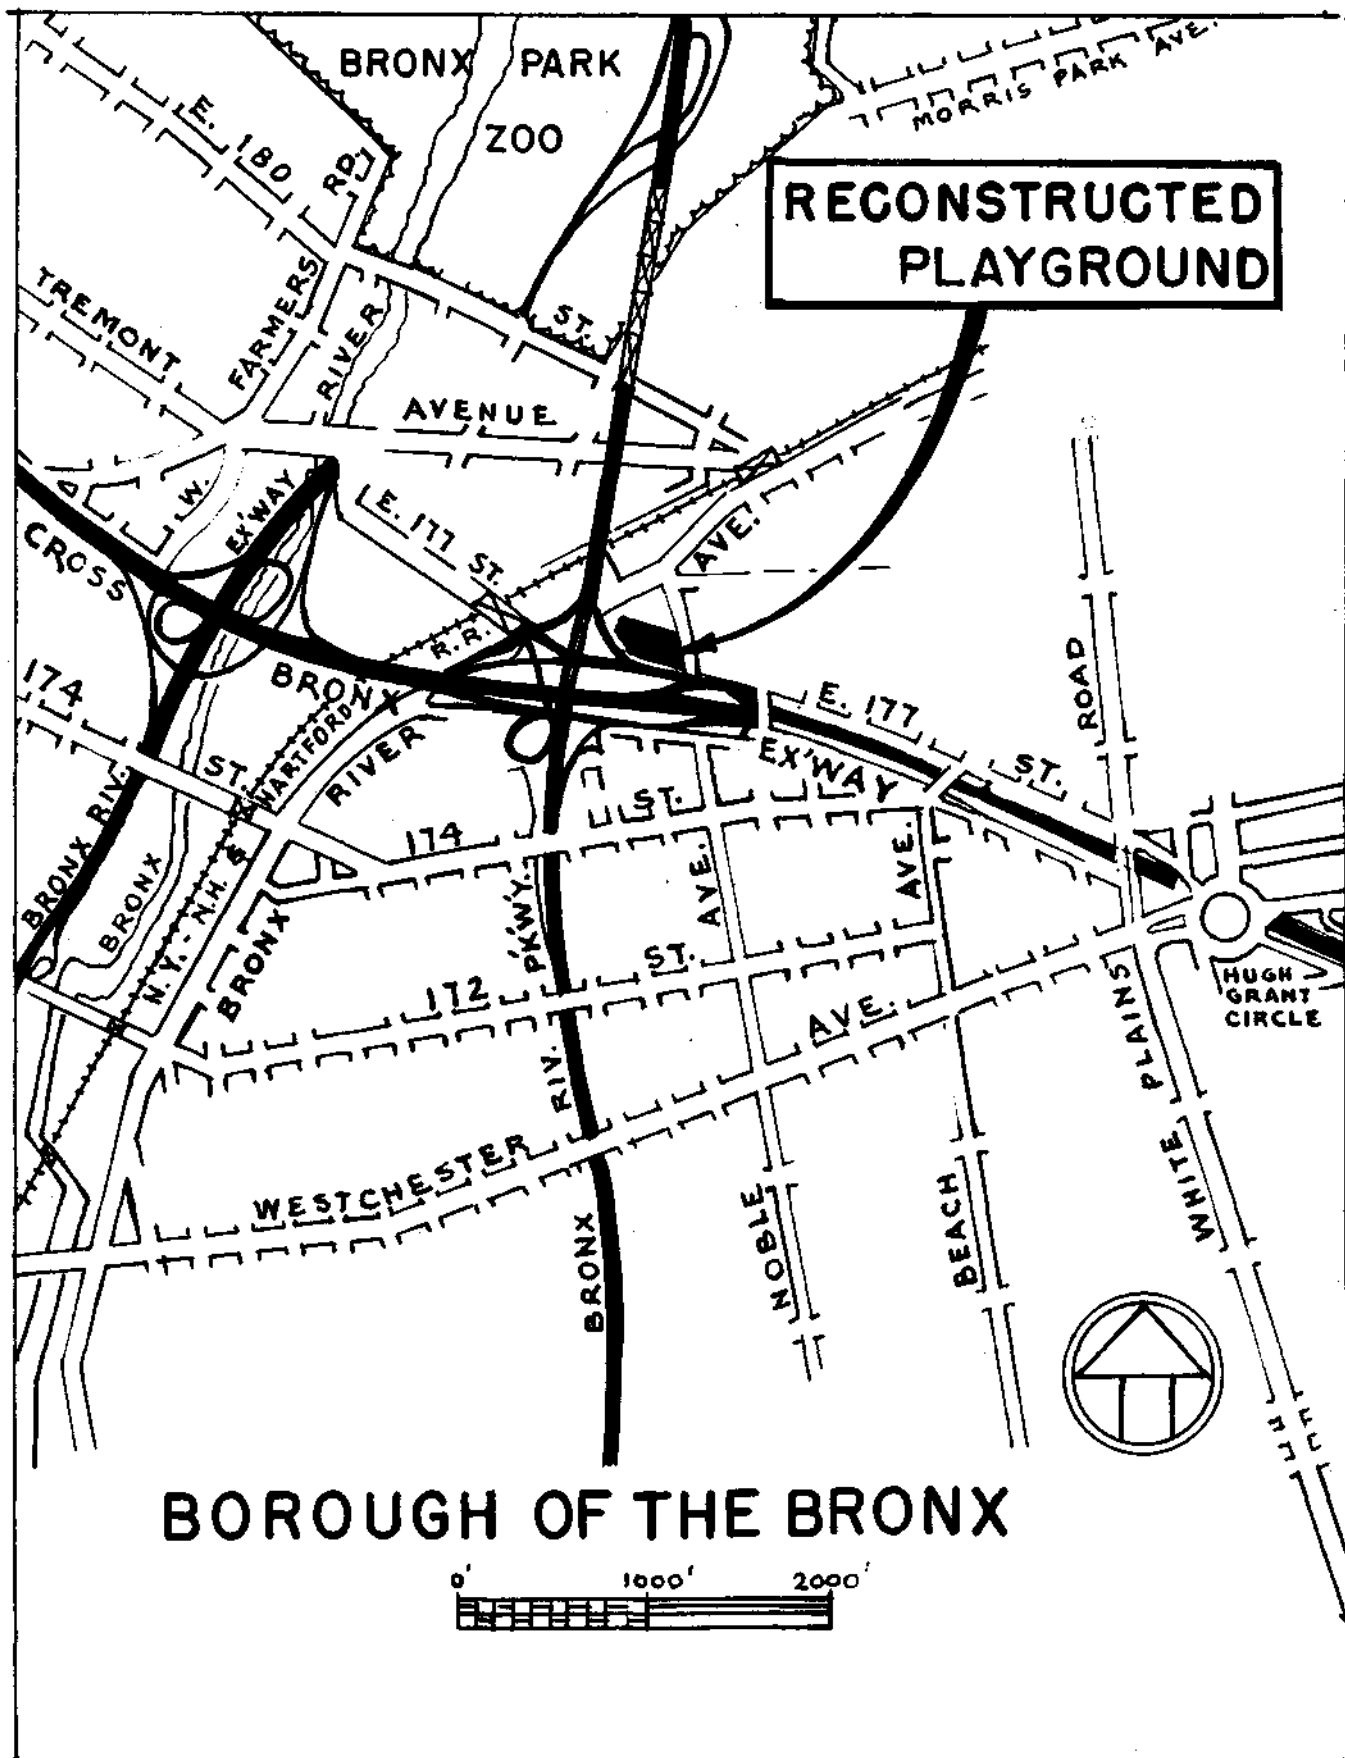 BRONX PARK
ZOO
MORRIS PARK AVE.
E. 180
ST.
RECONSTRUCTED
PLAYGROUND
TREMONT
AVENUE
FARMERS RD.
RIVER
W.
EX'WAY
E. 177 ST.
AVE.
CROSS
BRONX
EX'WAY
R.R.
E. 177
ST.
ROAD
174
ST.
HARTFORD
RIVER
174
ST.
BRONX RIV.
BRONX
N.Y.-N.H. &
BRONX
PK'W'Y.
AVE.
AVE.
172
ST.
HUGH
GRANT
CIRCLE
AVE.
RIV.
PLAINS
WESTCHESTER
BRONX
NOBLE
BEACH
WHITE
BOROUGH OF THE BRONX
0' 1000' 2000'